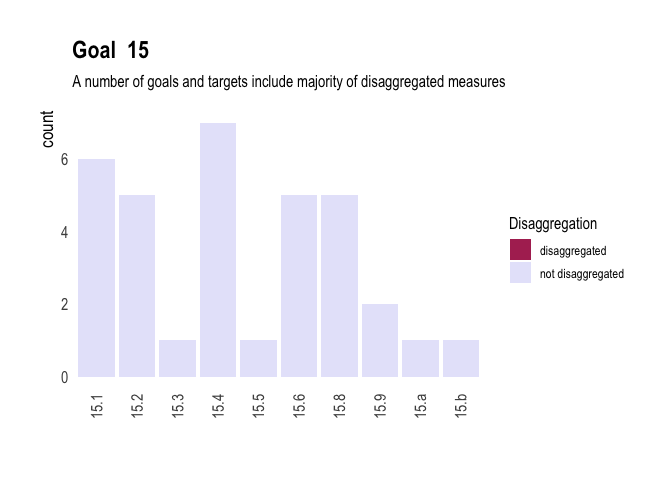 Goal  15
A number of goals and targets include majority of disaggregated measures
count
6
4
2
0
15.1
15.2
15.3
15.4
15.5
15.6
15.8
15.9
15.a
15.b
Disaggregation
disaggregated
not disaggregated